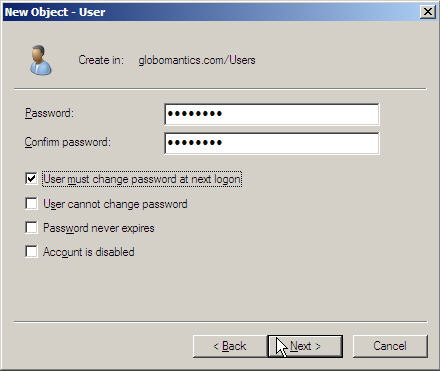 New Object - User
Create in: globomantics.com/Users
Password: ••••••••
Confirm password: ••••••••
User must change password at next logon
User cannot change password
Password never expires
Account is disabled
< Back Next > Cancel